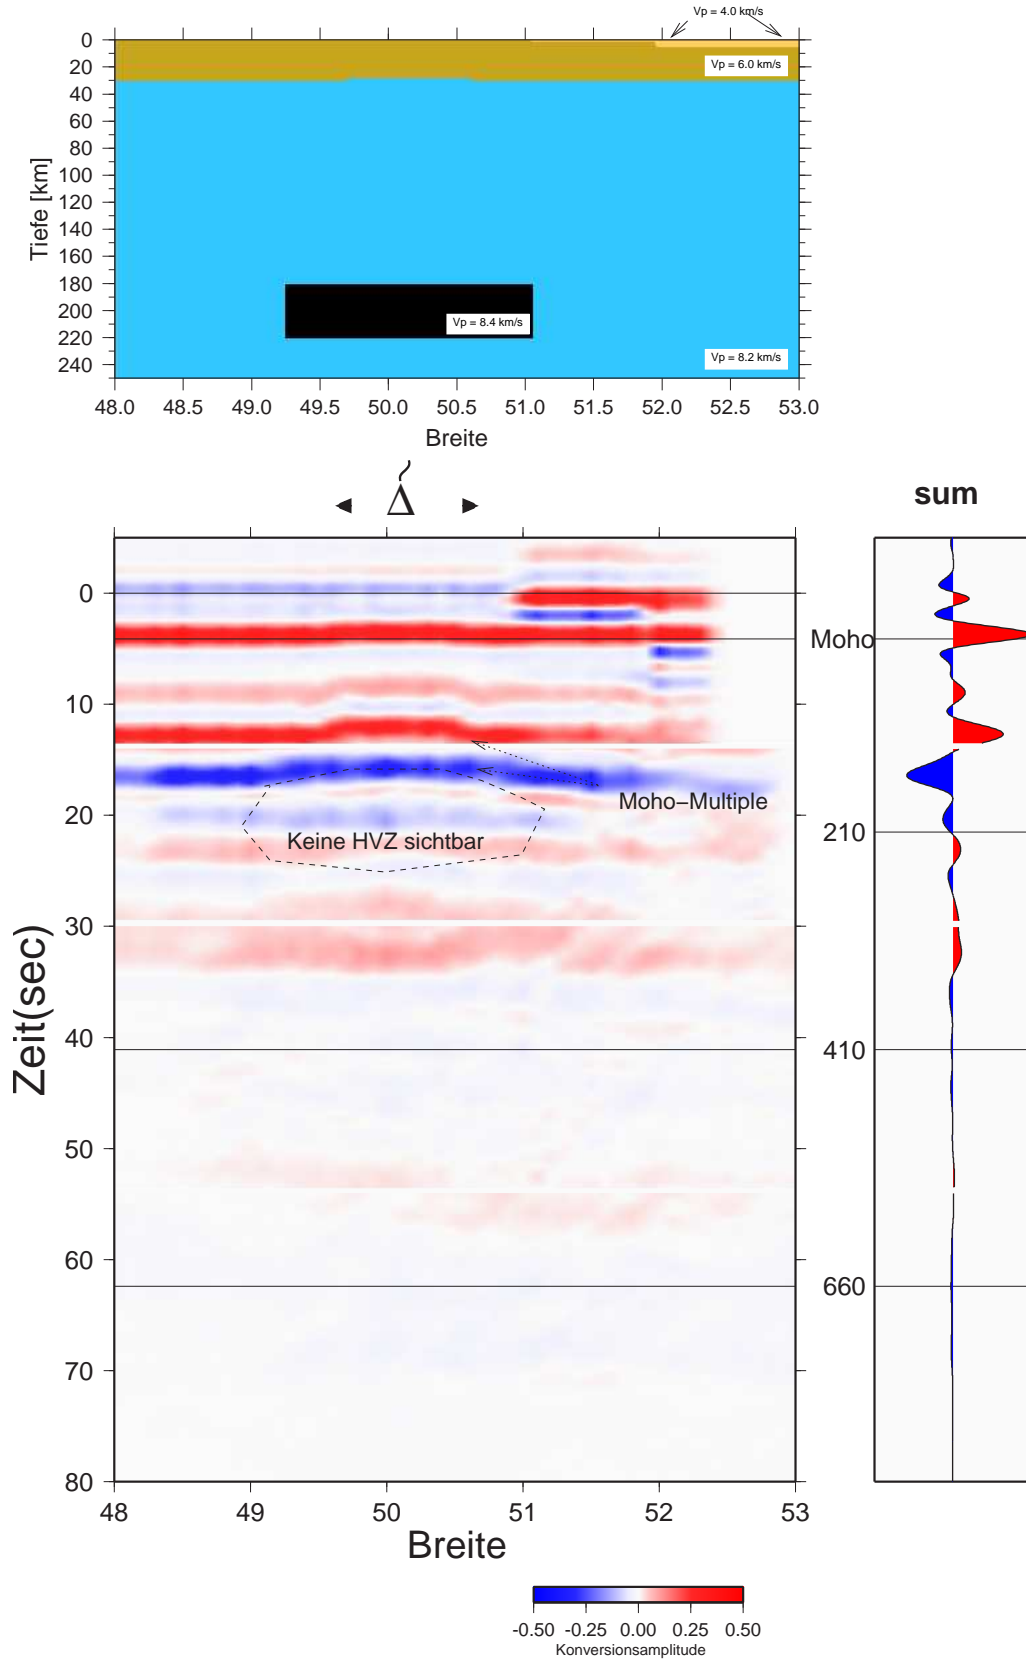 Vp = 4.0 km/s
0
20
Vp = 6.0 km/s
40
60
80
100
120
140
160
180
200
Vp = 8.4 km/s
220
240
Vp = 8.2 km/s
Tiefe [km]
48.0 48.5 49.0 49.5 50.0 50.5 51.0 51.5 52.0 52.5 53.0
Breite
~
Δ
sum
0
Moho
10
Moho−Multiple
20
210
Keine HVZ sichtbar
30
40
410
50
60
660
70
80
Zeit(sec)
48 49 50 51 52 53
Breite
-0.50 -0.25 0.00 0.25 0.50
Konversionsamplitude